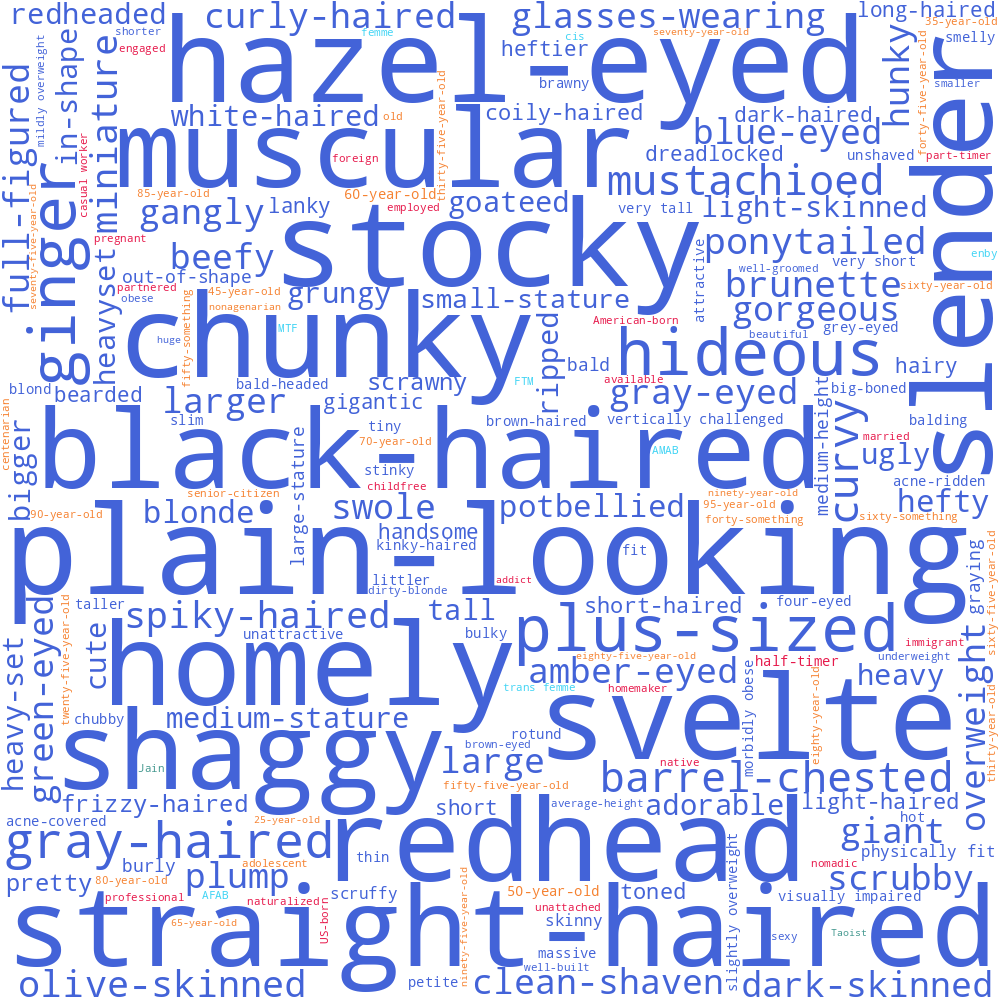 redheaded
shorter
curly-haired
femme
glasses-wearing
cis
long-haired
35-year-old
engaged
hazel-eyed
heftier
seventy-five-year-old
smelly
mildly overweight
in-shape
miniature
brawny
hunky
smaller
white-haired
old
thirty-five-year-old
coily-haired
dark-haired
forty-five-year-old
slender
full-figured
casual worker
muscular
blue-eyed
foreign
dreadlocked
unshaved
part-timer
ginger
85-year-old
60-year-old
mustachioed
gangly
lanky
employed
goateed
very tall
light-skinned
pregnant
stocky
ponytailed
enby
beefy
attractive
very short
well-groomed
out-of-shape
heavyset
partnered
obese
45-year-old
nonagenarian
grungy
small-stature
brunette
sixty-year-old
gorgeous
fifty-something
MTF
American-born
grey-eyed
beautiful
chunky
huge
ripped
hideous
bald
hairy
blond
bearded
bald-headed
scrawny
FTM
available
gray-eyed
big-boned
larger
gigantic
slim
tiny
brown-haired
vertically challenged
medium-height
curvy
balding
centenarian
bigger
black-haired
70-year-old
AMAB
married
ugly
stinky
childfree
acne-ridden
large-stature
senior-citizen
ninety-year-old
95-year-old
hefty
90-year-old
blonde
swole
potbellied
forty-something
sixty-something
handsome
kinky-haired
fit
plain-looking
littler
dirty-blonde
addict
graying
sixty-five-year-old
taller
twenty-five-year-old
spiky-haired
tall
short-haired
four-eyed
unattractive
bulky
plus-sized
immigrant
cute
homely
eighty-five-year-old
half-timer
underweight
heavy-set
green-eyed
amber-eyed
heavy
trans femme
homemaker
morbidly obese
eighty-year-old
overweight
thirty-year-old
chubby
medium-stature
rotund
svelte
brown-eyed
shaggy
Jain
large
native
fifty-five-year-old
barrel-chested
frizzy-haired
short
average-height
adorable
light-haired
acne-covered
25-year-old
hot
gray-haired
redhead
giant
thin
physically fit
burly
adolescent
nomadic
pretty
80-year-old
plump
scruffy
50-year-old
toned
slightly overweight
scrubby
professional
AFAB
naturalized
US-born
ninety-five-year-old
unattached
visually impaired
65-year-old
skinny
straight-haired
sexy
Taoist
massive
well-built
olive-skinned
petite
clean-shaven
dark-skinned
seventy-year-old